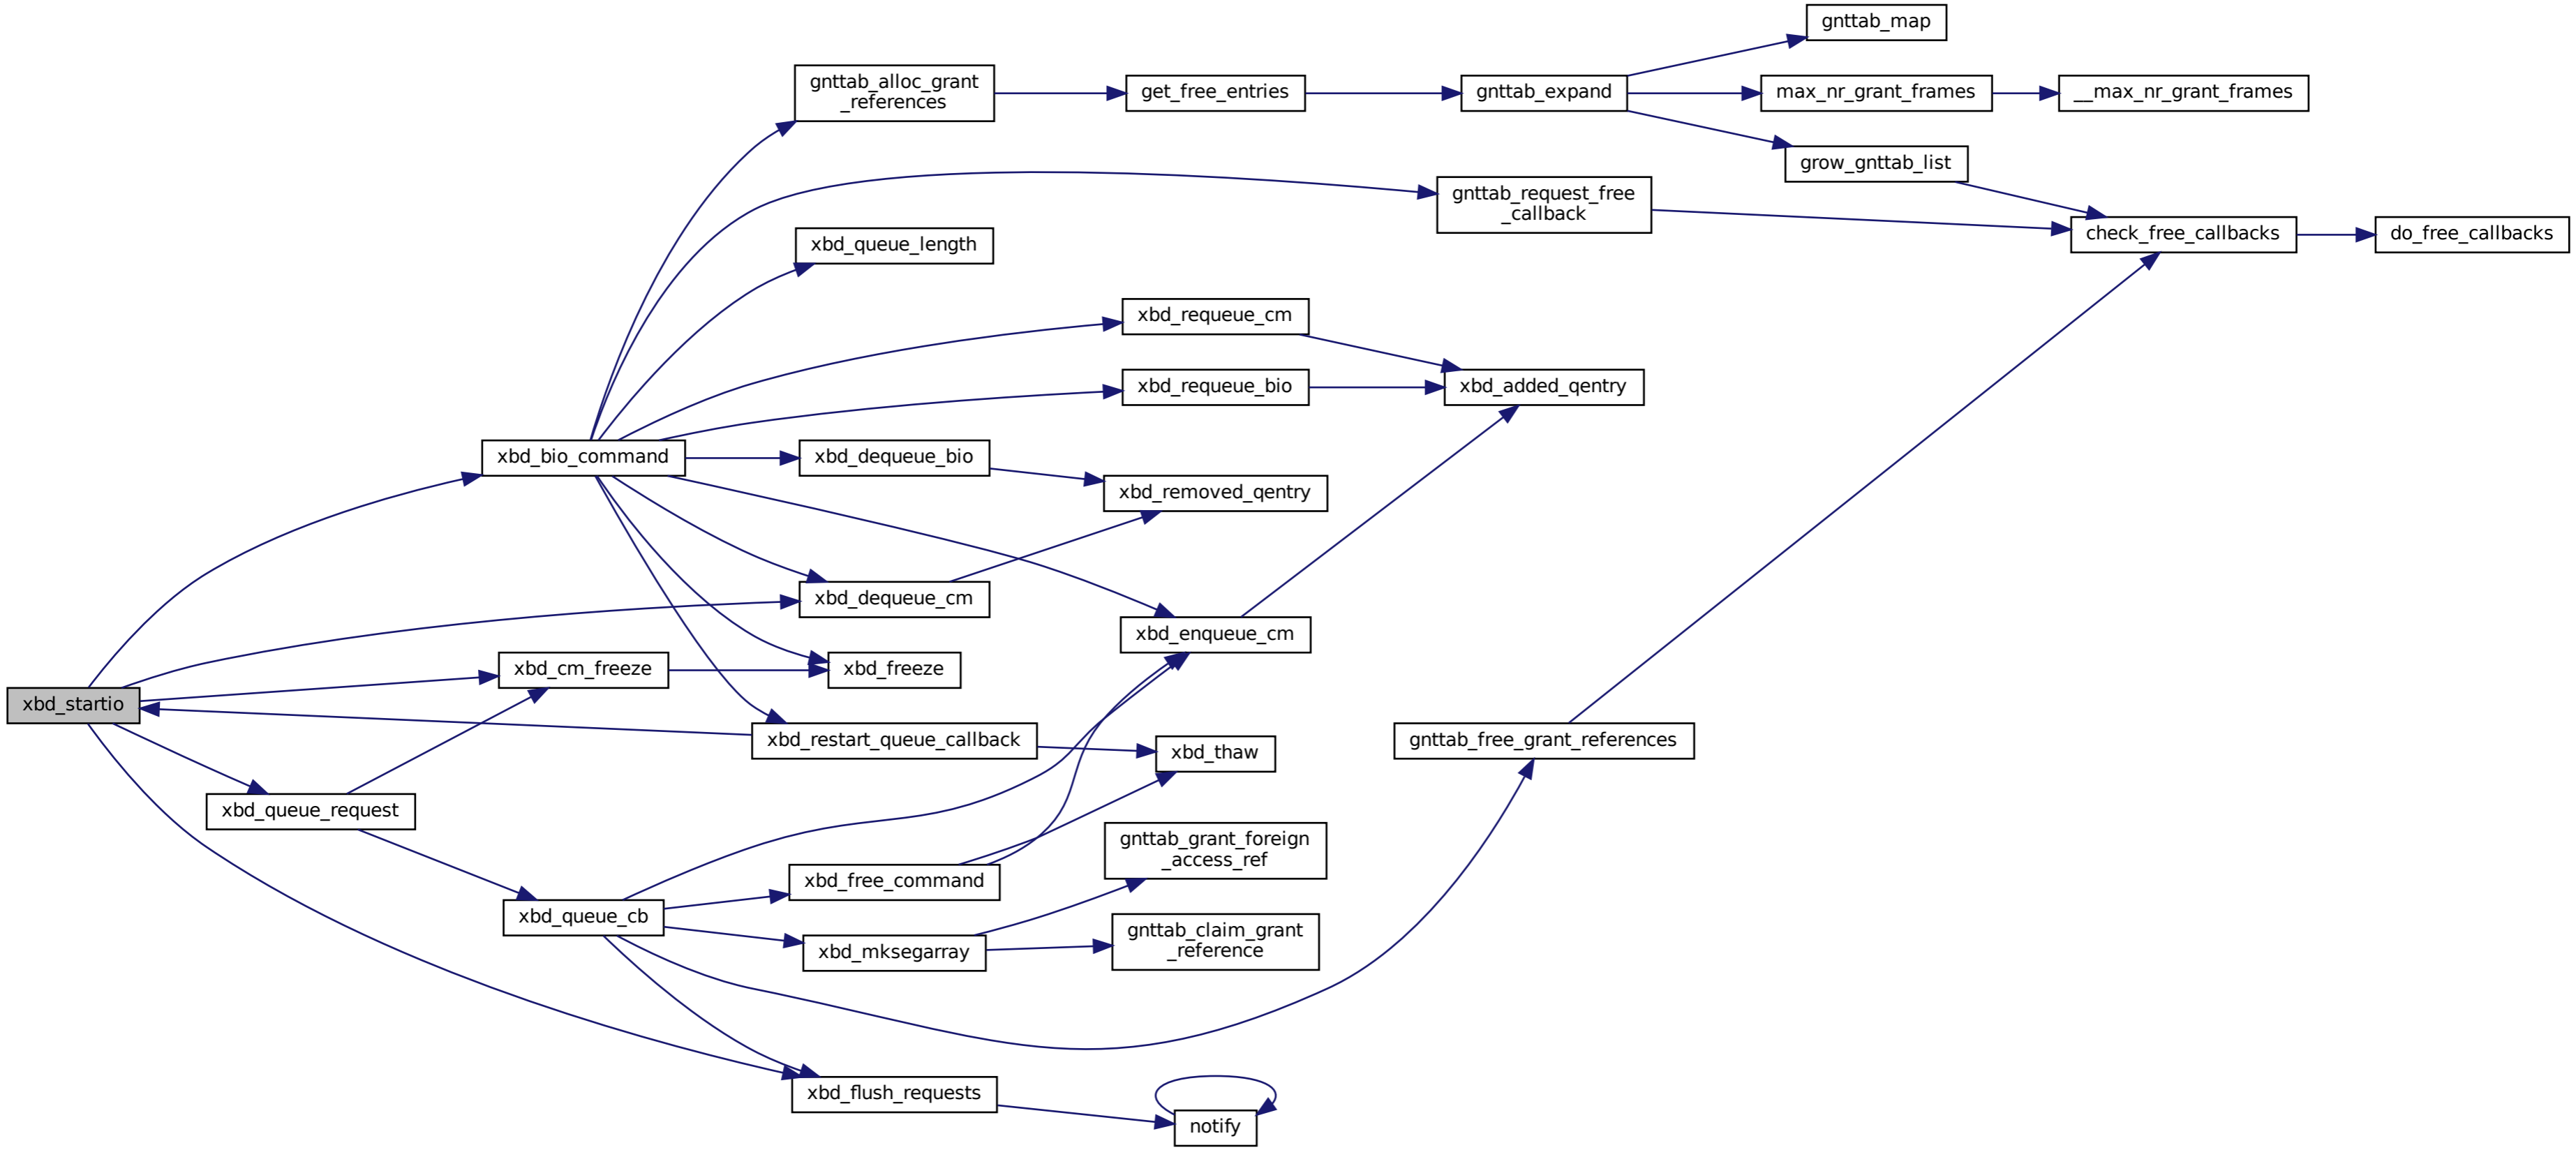 gnttab_map
gnttab_alloc_grant
_references
get_free_entries
gnttab_expand
max_nr_grant_frames
__max_nr_grant_frames
grow_gnttab_list
gnttab_request_free
_callback
check_free_callbacks
do_free_callbacks
xbd_queue_length
xbd_requeue_cm
xbd_requeue_bio
xbd_added_qentry
xbd_bio_command
xbd_dequeue_bio
xbd_removed_qentry
xbd_dequeue_cm
xbd_enqueue_cm
xbd_cm_freeze
xbd_freeze
xbd_startio
xbd_restart_queue_callback
xbd_thaw
gnttab_free_grant_references
xbd_queue_request
gnttab_grant_foreign
_access_ref
xbd_free_command
xbd_queue_cb
xbd_mksegarray
gnttab_claim_grant
_reference
xbd_flush_requests
notify